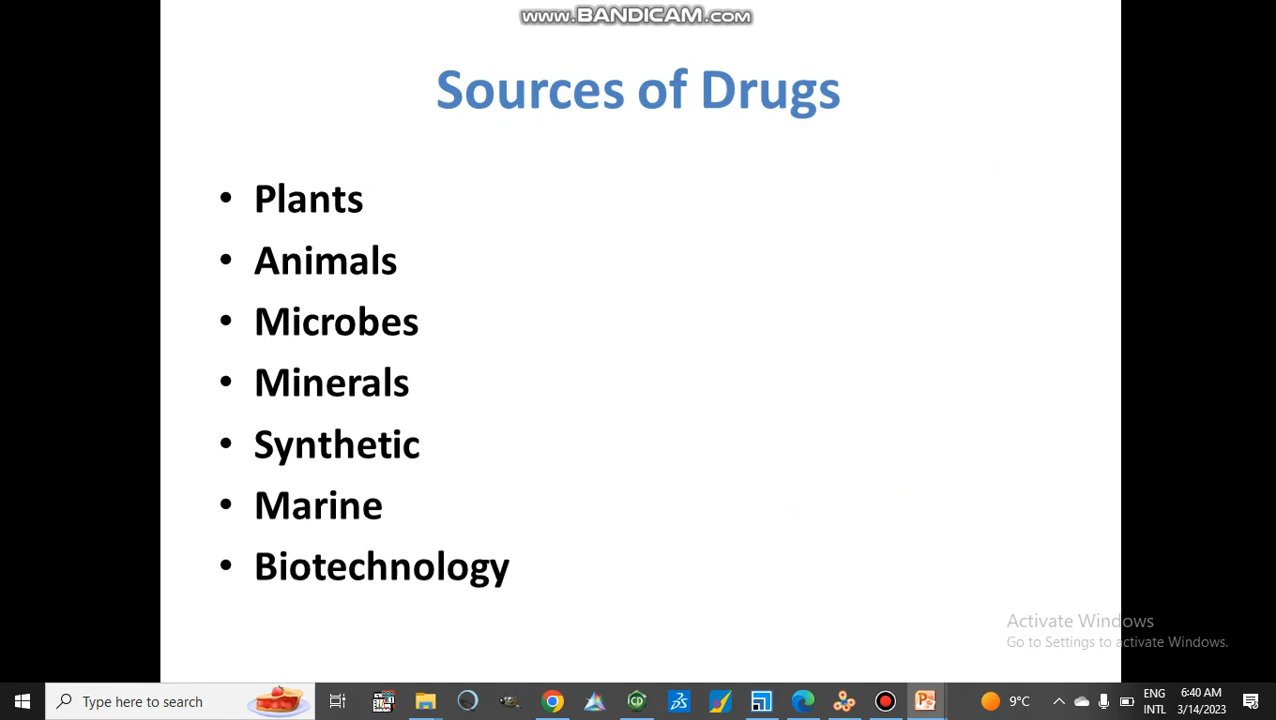 www.BANDICAM.com
Sources of Drugs
• Plants
• Animals
• Microbes
• Minerals
• Synthetic
• Marine
• Biotechnology
Activate Windows
Go to Settings to activate Windows.
Type here to search
CD
9°C
ENG
INTL
6:40 AM
3/14/2023